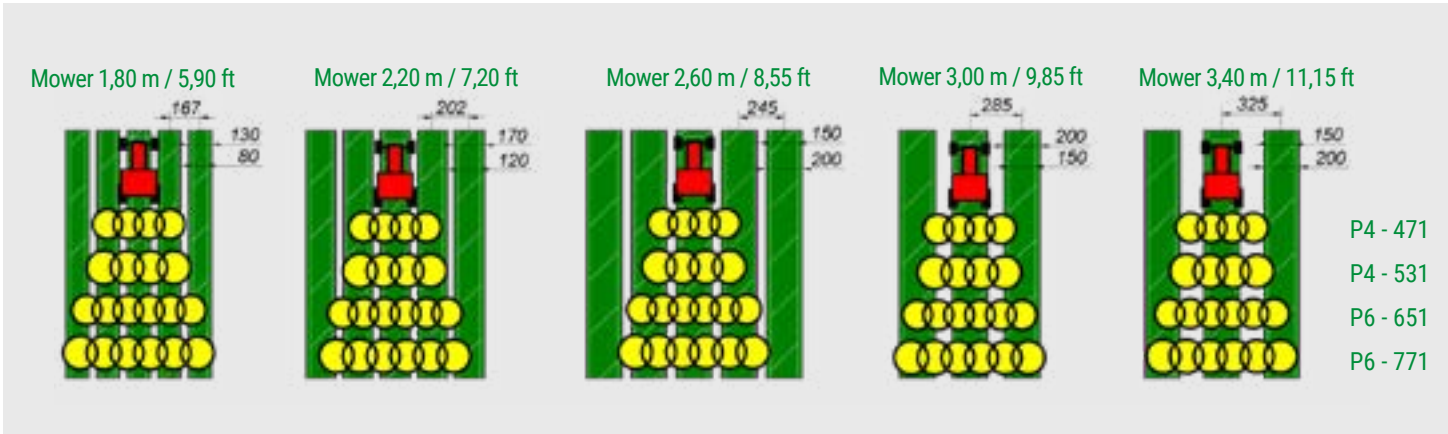 Mower 1,80 m / 5,90 ft
167
130
80
Mower 2,20 m / 7,20 ft
202
170
120
Mower 2,60 m / 8,55 ft
245
150
200
Mower 3,00 m / 9,85 ft
285
200
150
Mower 3,40 m / 11,15 ft
325
150
200
P4 - 471
P4 - 531
P6 - 651
P6 - 771